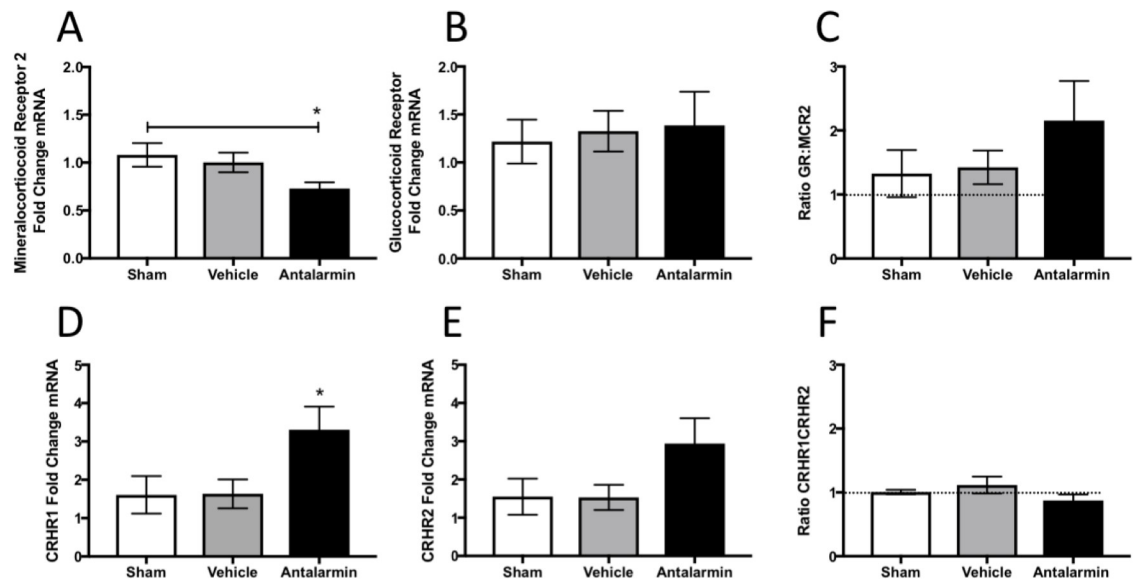 A
Mineralocorticoid Receptor 2
Fold Change mRNA
2.0
1.5
1.0
0.5
0.0
*
Sham Vehicle Antalarmin
B
Glucocorticoid Receptor
Fold Change mRNA
2.0
1.5
1.0
0.5
0.0
Sham Vehicle Antalarmin
C
Ratio GR:MCR2
3
2
1
0
Sham Vehicle Antalarmin
D
CRHR1 Fold Change mRNA
5
4
3
2
1
0
*
Sham Vehicle Antalarmin
E
CRHR2 Fold Change mRNA
5
4
3
2
1
0
Sham Vehicle Antalarmin
F
Ratio CRHR1CRHR2
3
2
1
0
Sham Vehicle Antalarmin